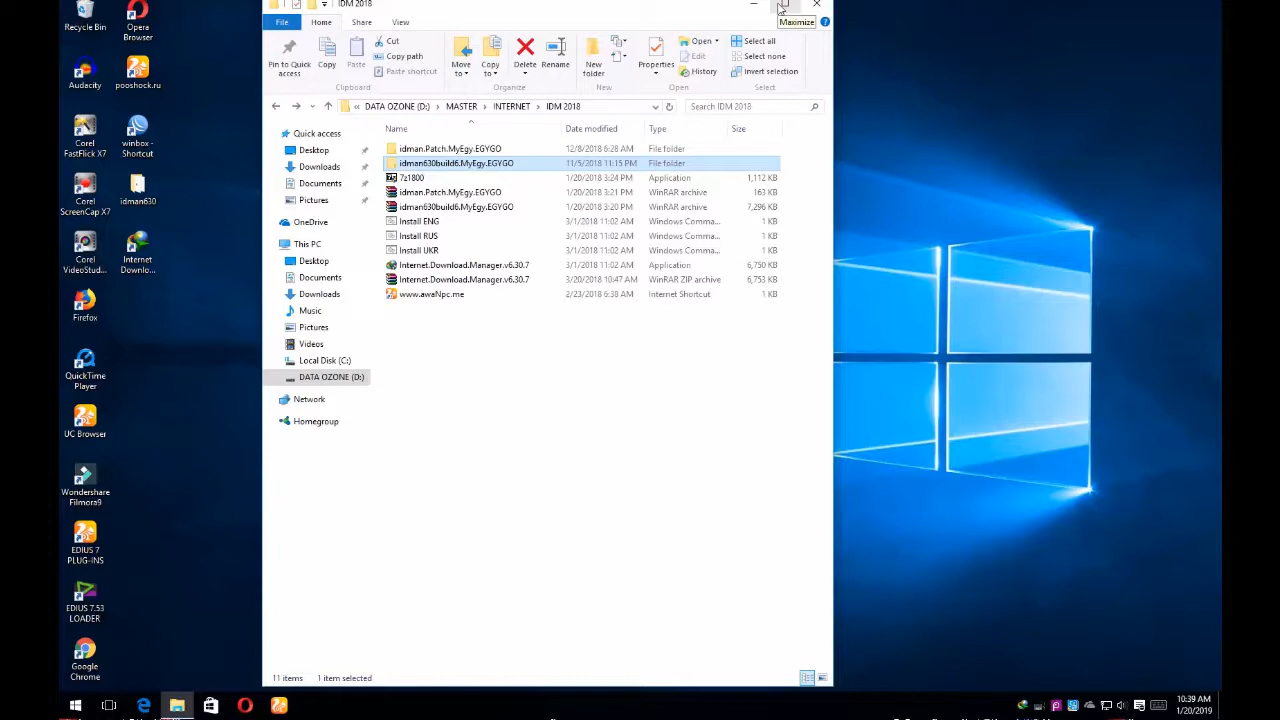 IDM 2018
Maximize
File Home Share View
Pin to Quick access
Copy
Paste
Cut
Copy path
Paste shortcut
Clipboard
Move to
Copy to
Delete
Rename
Organize
New folder
New
Properties
Open
Edit
History
Open
Select all
Select none
Invert selection
Select
« DATA OZONE (D:) > MASTER > INTERNET > IDM 2018
Search IDM 2018
Quick access
Desktop
Downloads
Documents
Pictures
OneDrive
This PC
Desktop
Documents
Downloads
Music
Pictures
Videos
Local Disk (C:)
DATA OZONE (D:)
Network
Homegroup
Name Date modified Type Size
idman.Patch.MyEgy.EGYGO 12/8/2018 6:28 AM File folder
idman630build6.MyEgy.EGYGO 11/5/2018 11:15 PM File folder
7z1800 1/20/2018 3:24 PM Application 1,112 KB
idman.Patch.MyEgy.EGYGO 1/20/2018 3:21 PM WinRAR archive 163 KB
idman630build6.MyEgy.EGYGO 1/20/2018 3:20 PM WinRAR archive 7,296 KB
Install ENG 3/1/2018 11:02 AM Windows Comma... 1 KB
Install RUS 3/1/2018 11:02 AM Windows Comma... 1 KB
Install UKR 3/1/2018 11:02 AM Windows Comma... 1 KB
Internet.Download.Manager.v6.30.7 3/1/2018 11:02 AM Application 6,750 KB
Internet.Download.Manager.v6.30.7 3/20/2018 10:47 AM WinRAR ZIP archive 6,753 KB
www.awaNpc.me 2/23/2018 6:38 AM Internet Shortcut 1 KB
11 items 1 item selected
Recycle Bin
Opera Browser
Audacity
pooshock.ru
Corel FastFlick X7
winbox - Shortcut
Corel ScreenCap X7
idman630
Corel VideoStud...
Internet Downlo...
Firefox
QuickTime Player
UC Browser
Wondershare Filmora9
EDIUS 7 PLUG-INS
EDIUS 7.53 LOADER
Google Chrome
10:39 AM
1/20/2019